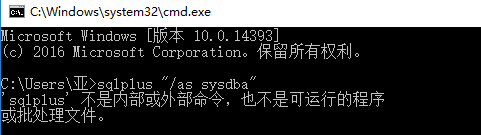 C:\Windows\system32\cmd.exe
Microsoft Windows [版本 10.0.14393]
(c) 2016 Microsoft Corporation。保留所有权利。
C:\Users\亚>sqlplus "/as sysdba"
'sqlplus' 不是内部或外部命令，也不是可运行的程序
或批处理文件。